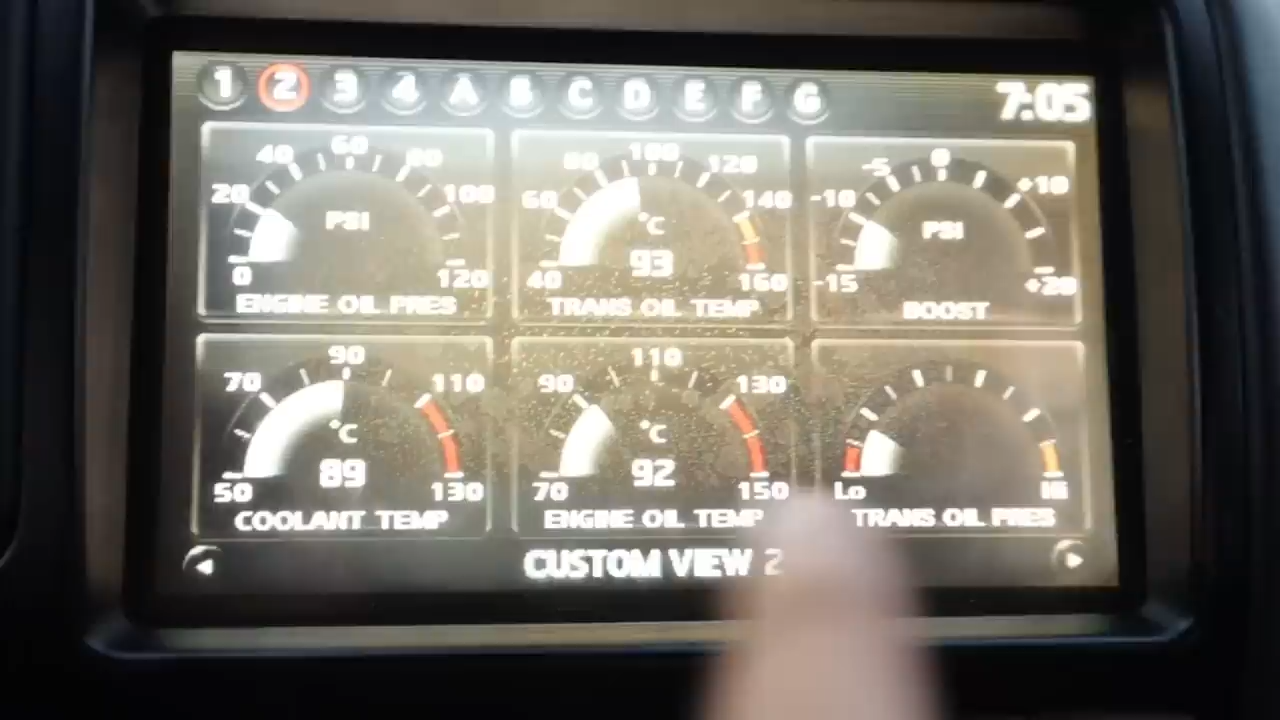 1 2 3 4 A B C D E F G 7:05
0 20 40 60 80 100 120
PSI
ENGINE OIL PRES
40 60 80 100 120 140 160
°C
93
TRANS OIL TEMP
-15 -10 -5 0 +10 +20
PSI
BOOST
50 70 90 110 130
°C
89
COOLANT TEMP
70 90 110 130 150
°C
92
ENGINE OIL TEMP
Lo Hi
TRANS OIL PRES
CUSTOM VIEW 2